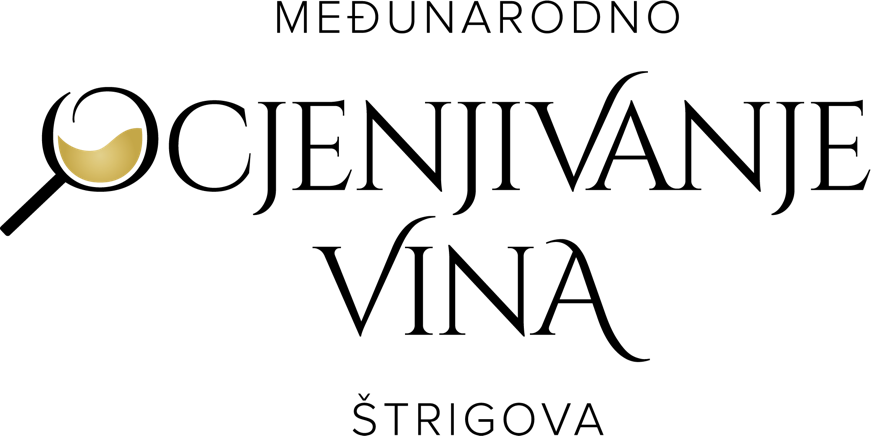 MEĐUNARODNO
OCJENJIVANJE
VINA
ŠTRIGOVA